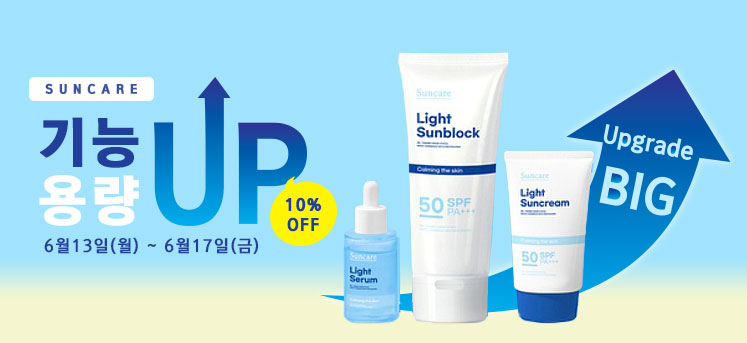 SUNCARE
기능
용량
UP
10%
OFF
6월13일(월) ~ 6월17일(금)
Suncare
Light
Serum
Suncare
Light
Sunblock
Calming the skin
50 SPF
PA+++
Suncare
Light
Suncream
Calming the skin
50 SPF
PA+++
Upgrade
BIG